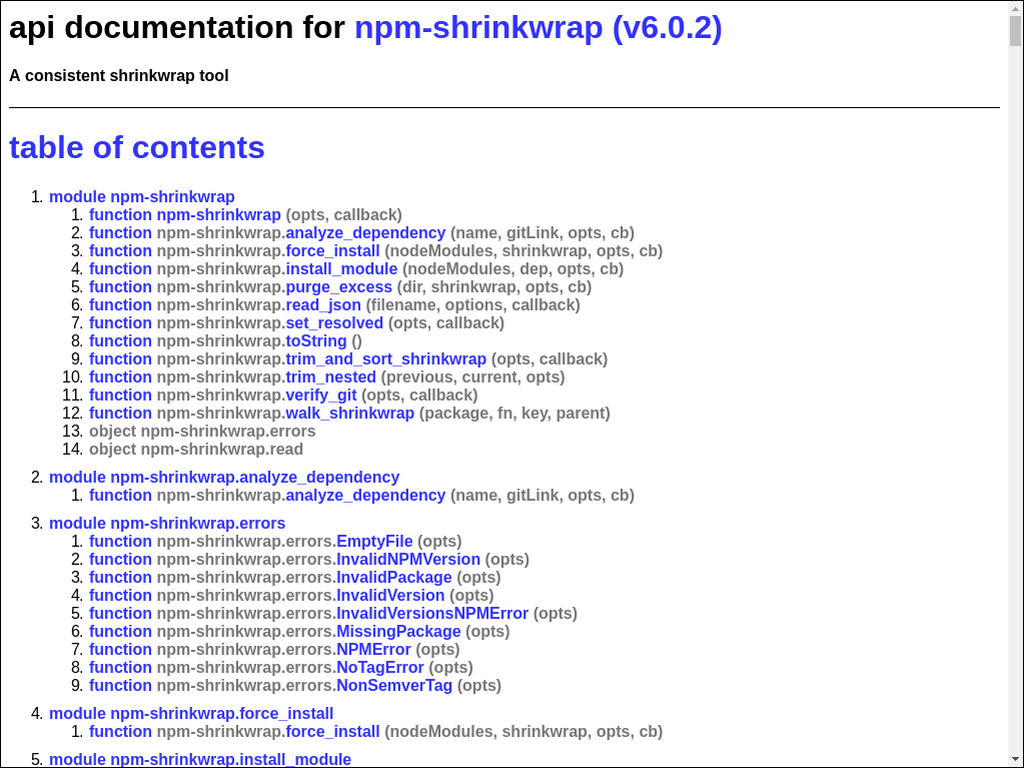 api documentation for npm-shrinkwrap (v6.0.2)
A consistent shrinkwrap tool
table of contents
1. module npm-shrinkwrap
1. function npm-shrinkwrap (opts, callback)
2. function npm-shrinkwrap.analyze_dependency (name, gitLink, opts, cb)
3. function npm-shrinkwrap.force_install (nodeModules, shrinkwrap, opts, cb)
4. function npm-shrinkwrap.install_module (nodeModules, dep, opts, cb)
5. function npm-shrinkwrap.purge_excess (dir, shrinkwrap, opts, cb)
6. function npm-shrinkwrap.read_json (filename, options, callback)
7. function npm-shrinkwrap.set_resolved (opts, callback)
8. function npm-shrinkwrap.toString ()
9. function npm-shrinkwrap.trim_and_sort_shrinkwrap (opts, callback)
10. function npm-shrinkwrap.trim_nested (previous, current, opts)
11. function npm-shrinkwrap.verify_git (opts, callback)
12. function npm-shrinkwrap.walk_shrinkwrap (package, fn, key, parent)
13. object npm-shrinkwrap.errors
14. object npm-shrinkwrap.read
2. module npm-shrinkwrap.analyze_dependency
1. function npm-shrinkwrap.analyze_dependency (name, gitLink, opts, cb)
3. module npm-shrinkwrap.errors
1. function npm-shrinkwrap.errors.EmptyFile (opts)
2. function npm-shrinkwrap.errors.InvalidNPMVersion (opts)
3. function npm-shrinkwrap.errors.InvalidPackage (opts)
4. function npm-shrinkwrap.errors.InvalidVersion (opts)
5. function npm-shrinkwrap.errors.InvalidVersionsNPMError (opts)
6. function npm-shrinkwrap.errors.MissingPackage (opts)
7. function npm-shrinkwrap.errors.NPMError (opts)
8. function npm-shrinkwrap.errors.NoTagError (opts)
9. function npm-shrinkwrap.errors.NonSemverTag (opts)
4. module npm-shrinkwrap.force_install
1. function npm-shrinkwrap.force_install (nodeModules, shrinkwrap, opts, cb)
5. module npm-shrinkwrap.install_module